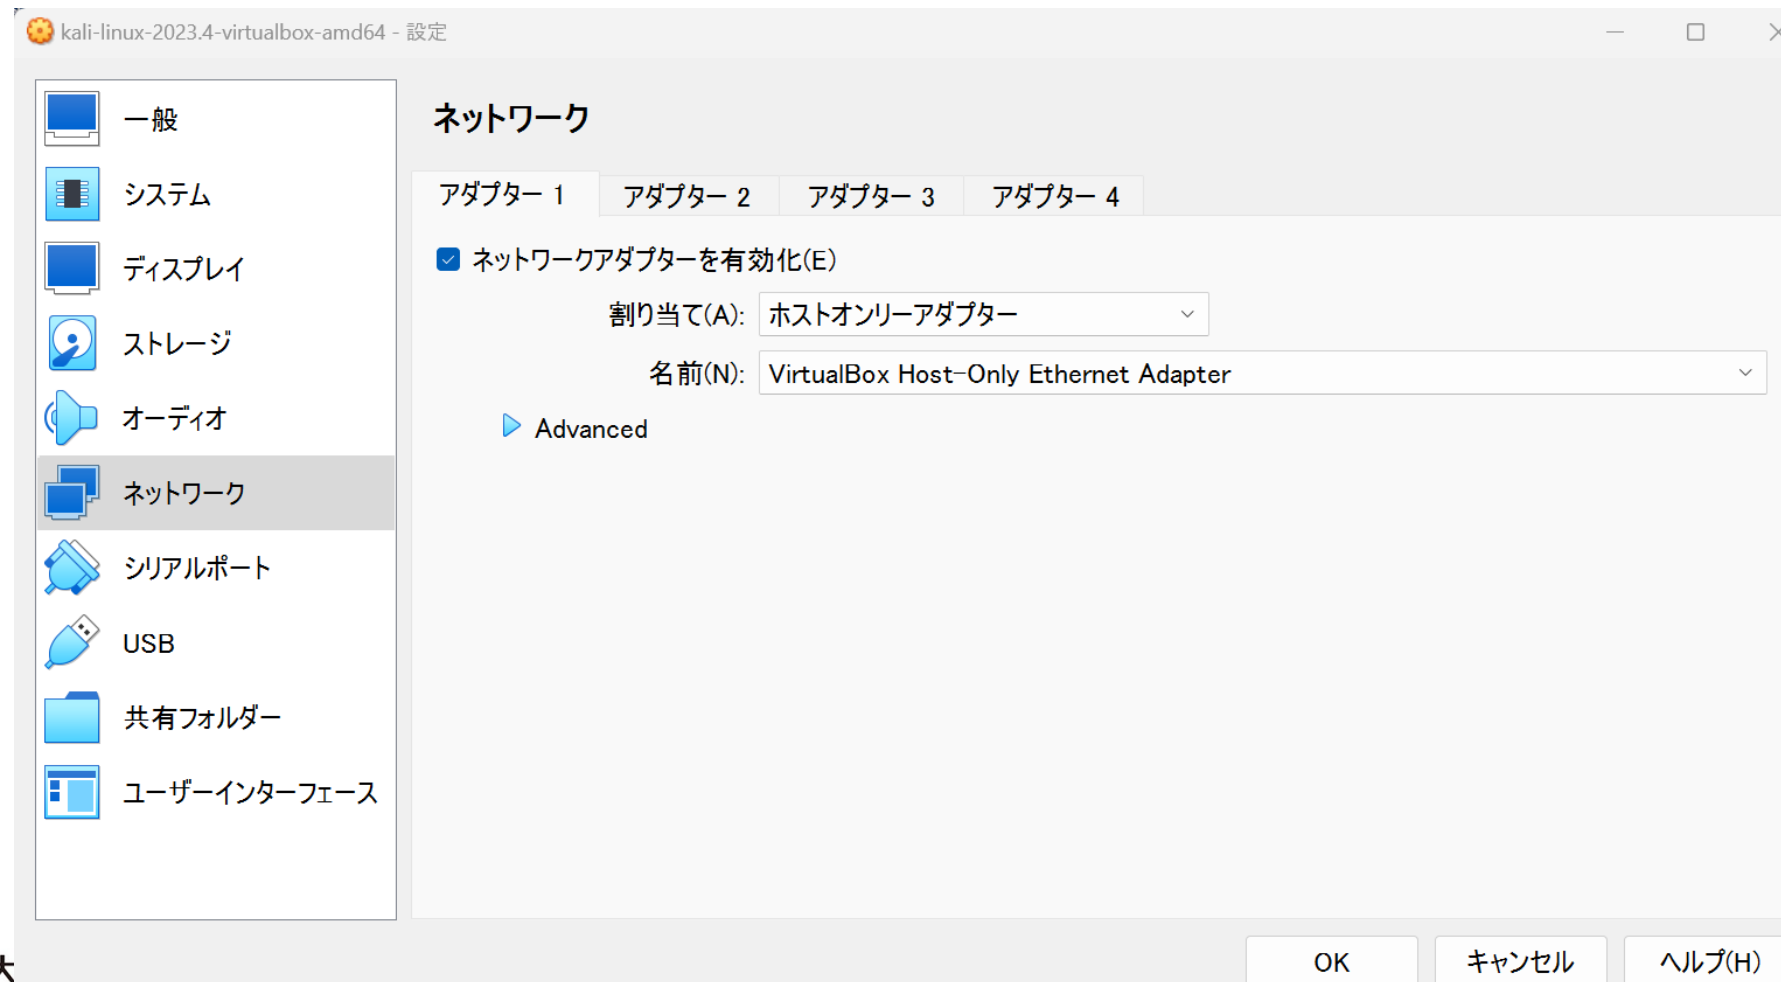 kali-linux-2023.4-virtualbox-amd64 - 設定
一般
システム
ディスプレイ
ストレージ
オーディオ
ネットワーク
シリアルポート
USB
共有フォルダー
ユーザーインターフェース
ネットワーク
アダプター 1 アダプター 2 アダプター 3 アダプター 4
ネットワークアダプターを有効化(E)
割り当て(A): ホストオンリーアダプター
名前(N): VirtualBox Host-Only Ethernet Adapter
Advanced
OK キャンセル ヘルプ(H)